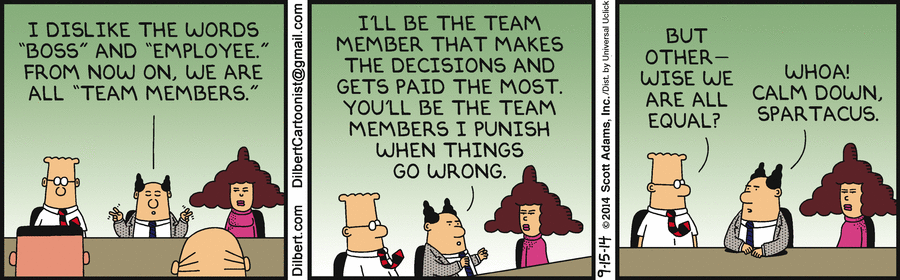 I DISLIKE THE WORDS
"BOSS" AND "EMPLOYEE."
FROM NOW ON, WE ARE
ALL "TEAM MEMBERS."
Dilbert.com DilbertCartoonist@gmail.com
I'LL BE THE TEAM
MEMBER THAT MAKES
THE DECISIONS AND
GETS PAID THE MOST.
YOU'LL BE THE TEAM
MEMBERS I PUNISH
WHEN THINGS
GO WRONG.
9-15-14 © 2014 Scott Adams, Inc. /Dist. by Universal Uclick
BUT
OTHER-
WISE WE
ARE ALL
EQUAL?
WHOA!
CALM DOWN,
SPARTACUS.